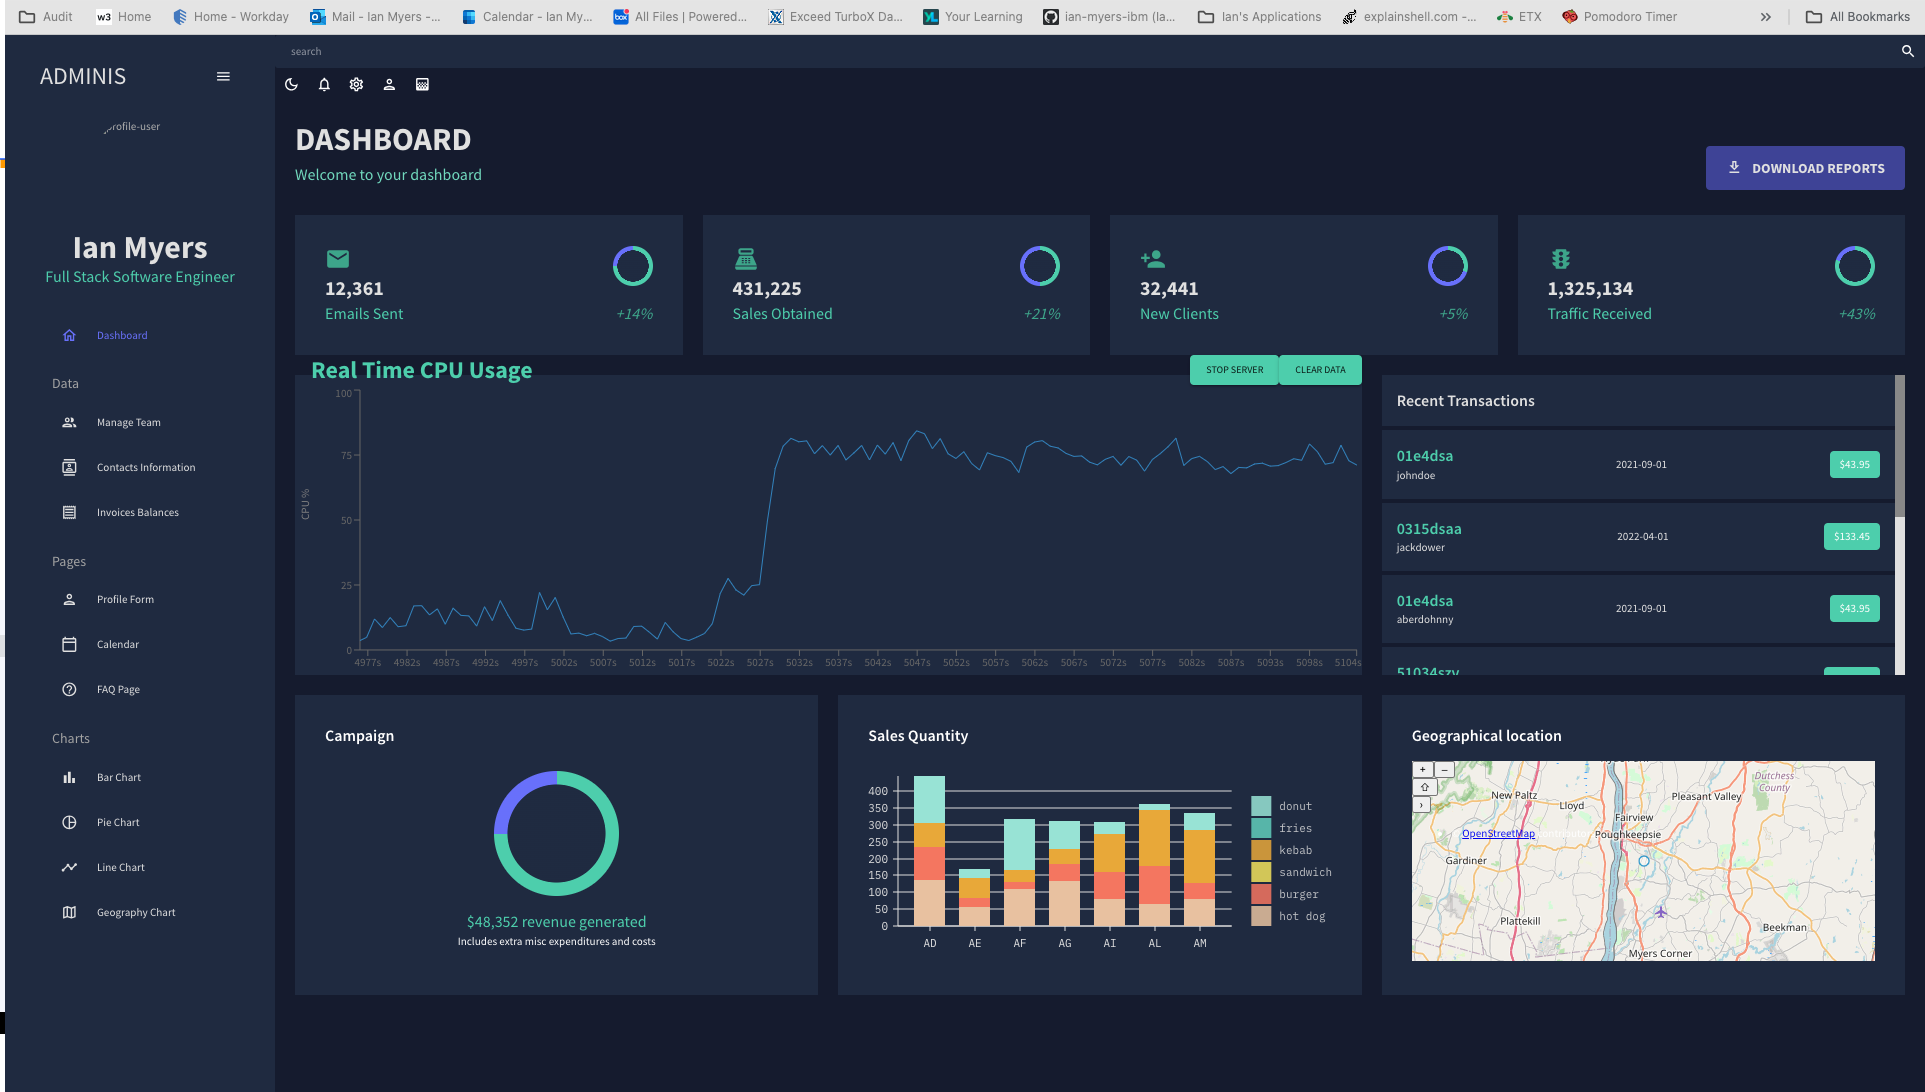 Audit
w3 Home
Home - Workday
Mail - Ian Myers -...
Calendar - Ian My...
box All Files | Powered...
Exceed TurboX Da...
YL Your Learning
ian-myers-ibm (Ia...
Ian's Applications
explainshell.com -...
ETX
Pomodoro Timer
All Bookmarks
search
ADMINIS
rofile-user
Ian Myers
Full Stack Software Engineer
Dashboard
Data
Manage Team
Contacts Information
Invoices Balances
Pages
Profile Form
Calendar
FAQ Page
Charts
Bar Chart
Pie Chart
Line Chart
Geography Chart
DASHBOARD
Welcome to your dashboard
DOWNLOAD REPORTS
12,361
Emails Sent
+14%
431,225
Sales Obtained
+21%
32,441
New Clients
+5%
1,325,134
Traffic Received
+43%
Real Time CPU Usage
STOP SERVER
CLEAR DATA
CPU %
100
75
50
25
0
4977s 4982s 4987s 4992s 4997s 5002s 5007s 5012s 5017s 5022s 5027s 5032s 5037s 5042s 5047s 5052s 5057s 5062s 5067s 5072s 5077s 5082s 5087s 5093s 5098s 5104s
Recent Transactions
01e4dsa
johndoe
2021-09-01
$43.95
0315dsaa
jackdower
2022-04-01
$133.45
01e4dsa
aberdohnny
2021-09-01
$43.95
51034szv
Campaign
$48,352 revenue generated
Includes extra misc expenditures and costs
Sales Quantity
400
350
300
250
200
150
100
50
0
AD AE AF AG AI AL AM
donut
fries
kebab
sandwich
burger
hot dog
Geographical location
+ –
⇧
›
Dutchess
County
New Paltz
Lloyd
Pleasant Valley
Fairview
OpenStreetMap contributors
Poughkeepsie
Gardiner
Plattekill
Beekman
Myers Corner